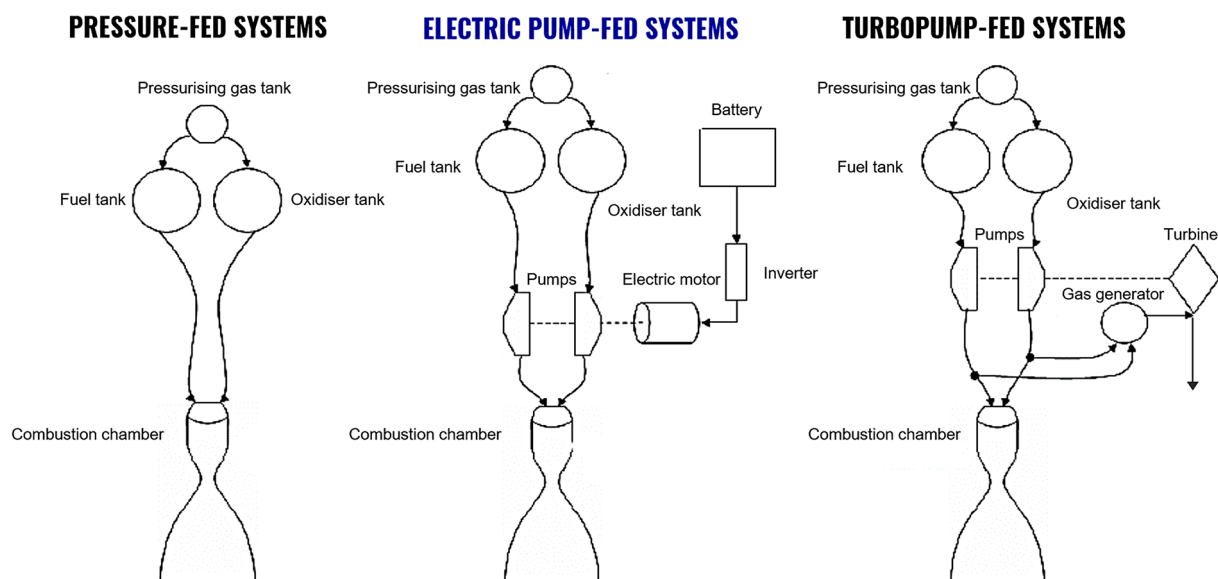 PRESSURE-FED SYSTEMS
Pressurising gas tank
Fuel tank
Oxidiser tank
Combustion chamber
ELECTRIC PUMP-FED SYSTEMS
Pressurising gas tank
Battery
Fuel tank
Oxidiser tank
Pumps
Electric motor
Inverter
Combustion chamber
TURBOPUMP-FED SYSTEMS
Pressurising gas tank
Fuel tank
Oxidiser tank
Pumps
Turbine
Gas generator
Combustion chamber